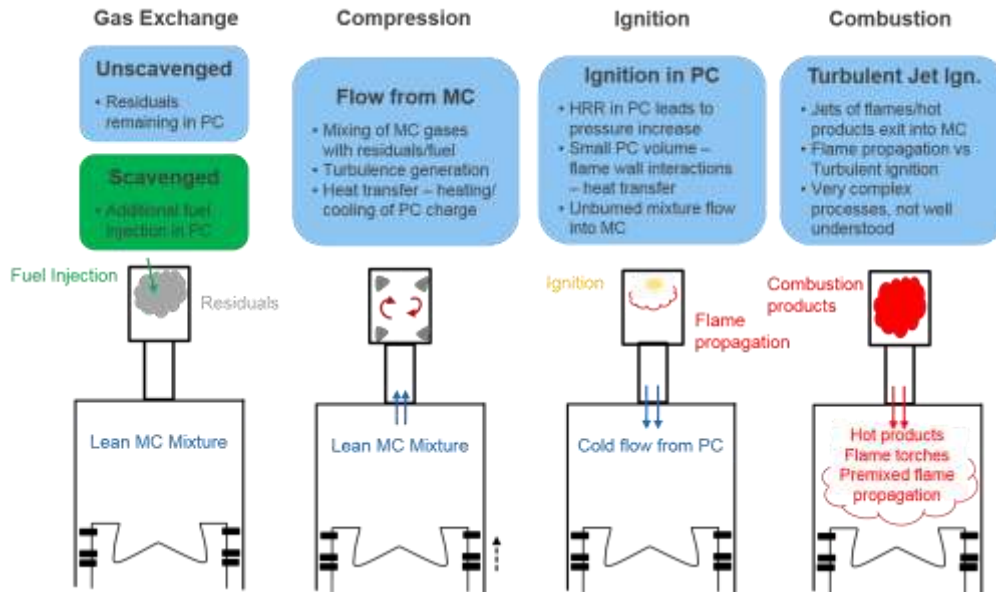 Gas Exchange
Compression
Ignition
Combustion
Unscavenged
• Residuals
remaining in PC
Scavenged
• Additional fuel
injection in PC
Flow from MC
• Mixing of MC gases
with residuals/fuel
• Turbulence generation
• Heat transfer – heating/
cooling of PC charge
Ignition in PC
• HRR in PC leads to
pressure increase
• Small PC volume –
flame wall interactions
– heat transfer
• Unburned mixture flow
into MC
Turbulent Jet Ign.
• Jets of flames/hot
products exit into MC
• Flame propagation vs
Turbulent ignition
• Very complex
processes, not well
understood
Fuel Injection
Residuals
Lean MC Mixture
Lean MC Mixture
Ignition
Flame
propagation
Cold flow from PC
Combustion
products
Hot products
Flame torches
Premixed flame
propagation